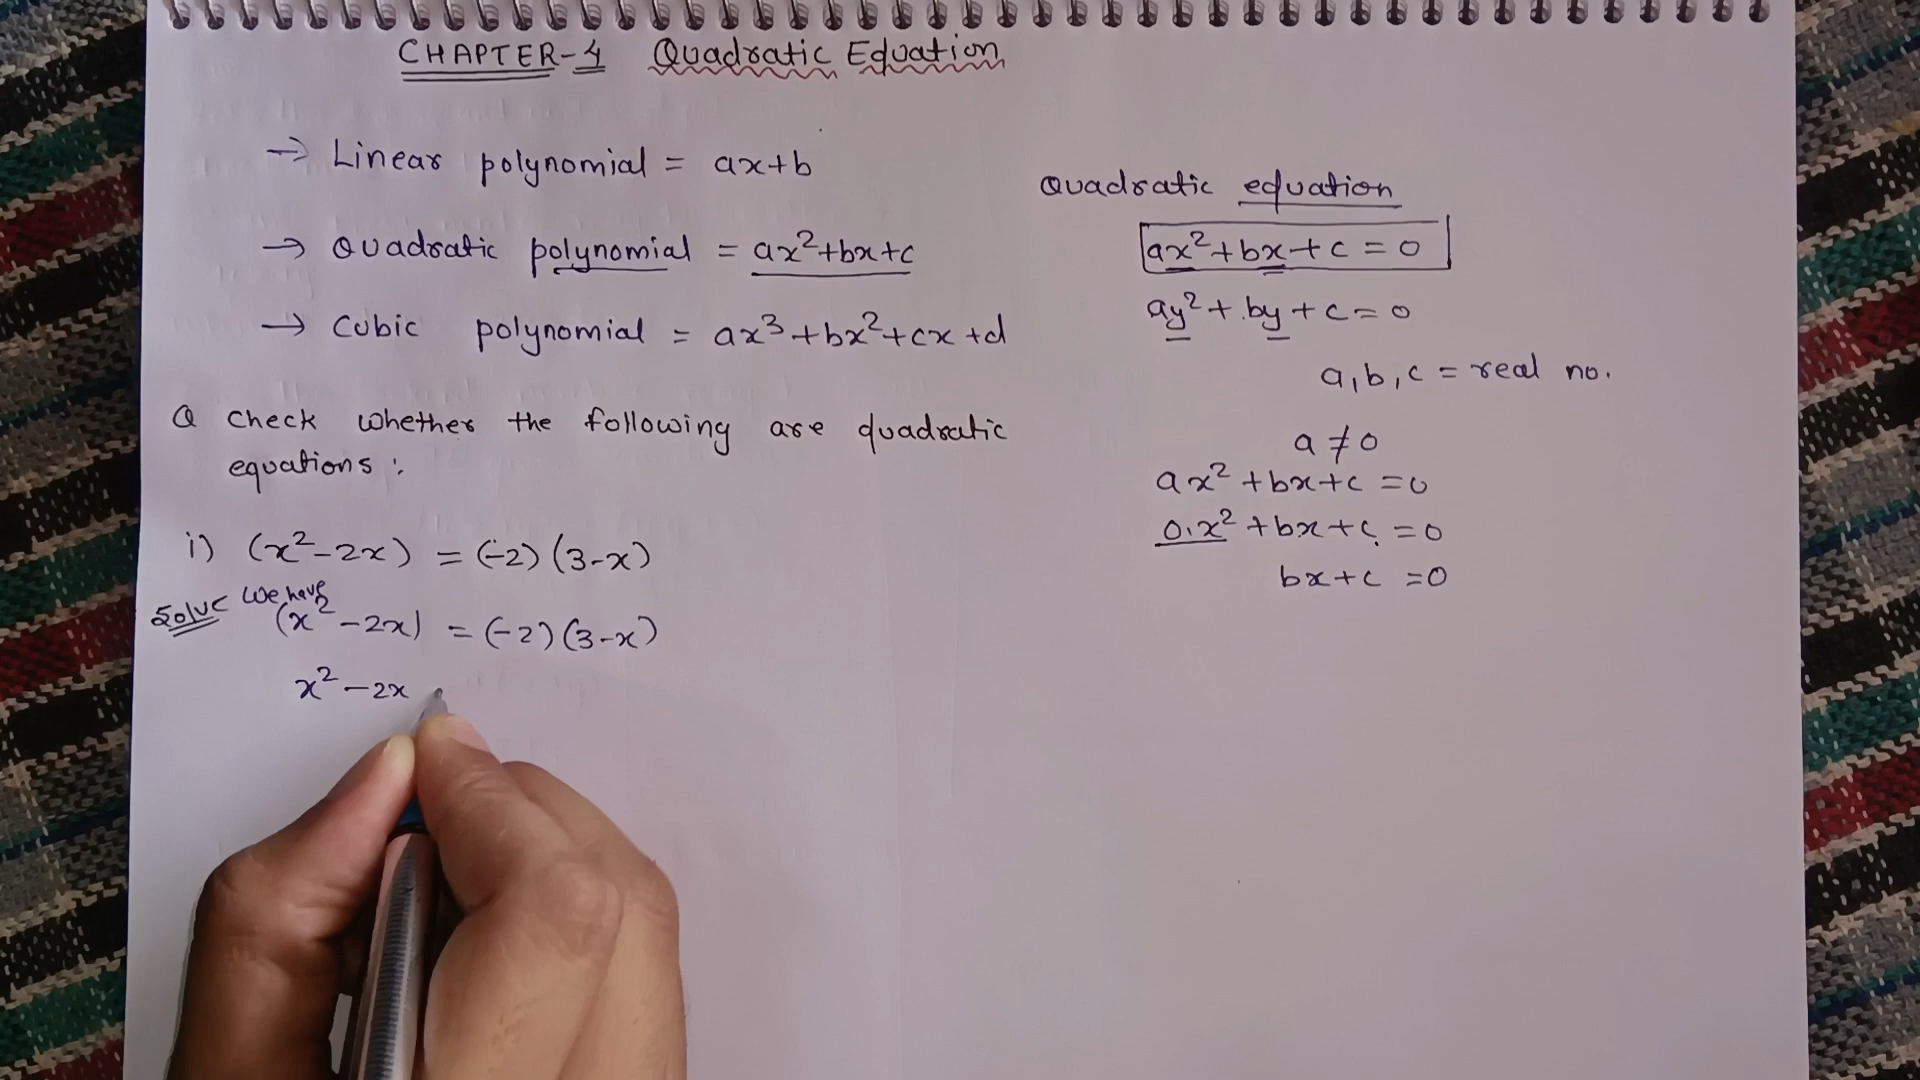 CHAPTER-4 Quadratic Equation
→ Linear polynomial = ax+b
→ Quadratic polynomial = ax²+bx+c
→ Cubic polynomial = ax³+bx²+cx+d
Q Check whether the following are quadratic
equations :
i) (x²-2x) = (-2)(3-x)
Solve We have
(x²-2x) = (-2)(3-x)
x²-2x
Quadratic equation
ax²+bx+c = 0
ay²+by+c=0
a,b,c = real no.
a≠0
ax²+bx+c=0
0.x²+bx+c=0
bx+c=0